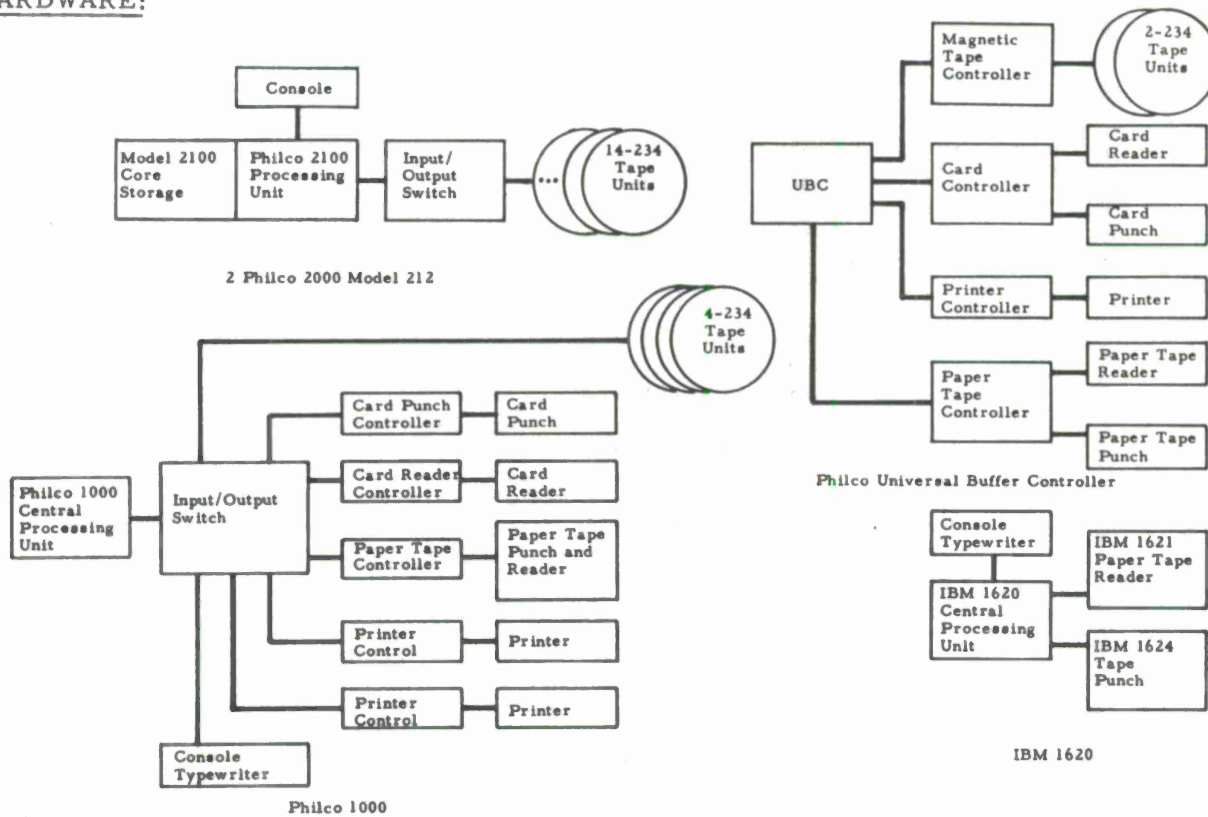 ARDWARE:
Console
Model 2100
Core
Storage
Philco 2100
Processing
Unit
Input/
Output
Switch
...
14-234
Tape
Units
2 Philco 2000 Model 212
Magnetic
Tape
Controller
2-234
Tape
Units
UBC
Card
Controller
Card
Reader
Card
Punch
Printer
Controller
Printer
Paper
Tape
Controller
Paper Tape
Reader
Paper Tape
Punch
Philco Universal Buffer Controller
4-234
Tape
Units
Philco 1000
Central
Processing
Unit
Input/Output
Switch
Card Punch
Controller
Card
Punch
Card Reader
Controller
Card
Reader
Paper Tape
Controller
Paper Tape
Punch and
Reader
Printer
Control
Printer
Printer
Control
Printer
Console
Typewriter
Philco 1000
Console
Typewriter
IBM 1620
Central
Processing
Unit
IBM 1621
Paper Tape
Reader
IBM 1624
Tape
Punch
IBM 1620